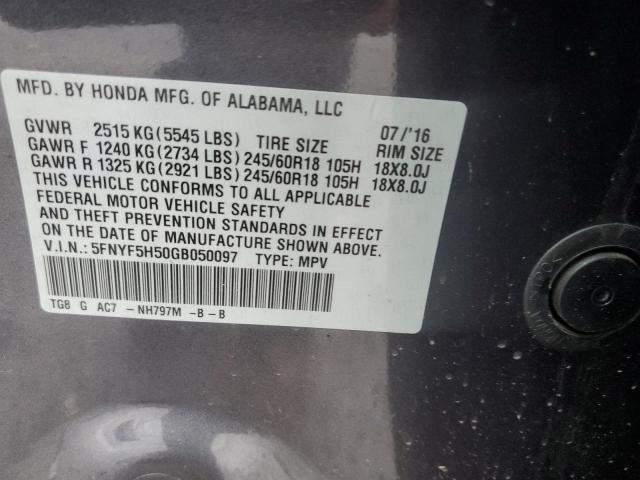 MFD. BY HONDA MFG. OF ALABAMA, LLC
GVWR 2515 KG(5545 LBS) TIRE SIZE 07/'16 RIM SIZE
GAWR F 1240 KG(2734 LBS) 245/60R18 105H 18X8.0J
GAWR R 1325 KG(2921 LBS) 245/60R18 105H 18X8.0J
THIS VEHICLE CONFORMS TO ALL APPLICABLE
FEDERAL MOTOR VEHICLE SAFETY
AND THEFT PREVENTION STANDARDS IN EFFECT
ON THE DATE OF MANUFACTURE SHOWN ABOVE.
V.I.N.: 5FNYF5H50GB050097 TYPE: MPV
TG8 G AC7 - NH797M - B - B